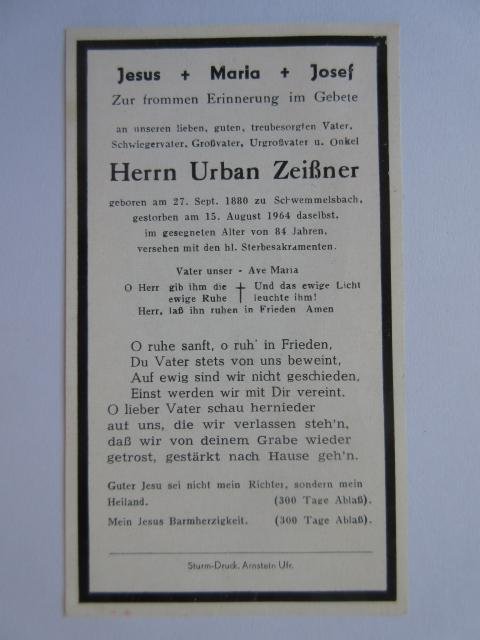 Jesus + Maria + Josef
Zur frommen Erinnerung im Gebete
an unseren lieben, guten, treubesorgten Vater,
Schwiegervater, Großvater, Urgroßvater u. Onkel
Herrn Urban Zeißner
geboren am 27. Sept. 1880 zu Schwemmelsbach,
gestorben am 15. August 1964 daselbst,
im gesegneten Alter von 84 Jahren,
versehen mit den hl. Sterbesakramenten.
Vater unser - Ave Maria
O Herr gib ihm die † Und das ewige Licht
ewige Ruhe leuchte ihm!
Herr, laß ihn ruhen in Frieden Amen
O ruhe sanft, o ruh' in Frieden,
Du Vater stets von uns beweint,
Auf ewig sind wir nicht geschieden,
Einst werden wir mit Dir vereint.
O lieber Vater schau hernieder
auf uns, die wir verlassen steh'n,
daß wir von deinem Grabe wieder
getrost, gestärkt nach Hause geh'n.
Guter Jesu sei nicht mein Richter, sondern mein
Heiland. (300 Tage Ablaß).
Mein Jesus Barmherzigkeit. (300 Tage Ablaß).
Sturm-Druck, Arnstein Ufr.